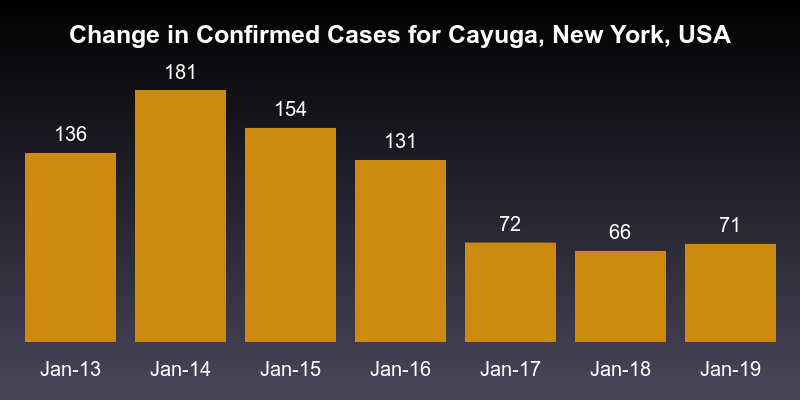 Change in Confirmed Cases for Cayuga, New York, USA
136 181 154 131 72 66 71
Jan-13 Jan-14 Jan-15 Jan-16 Jan-17 Jan-18 Jan-19